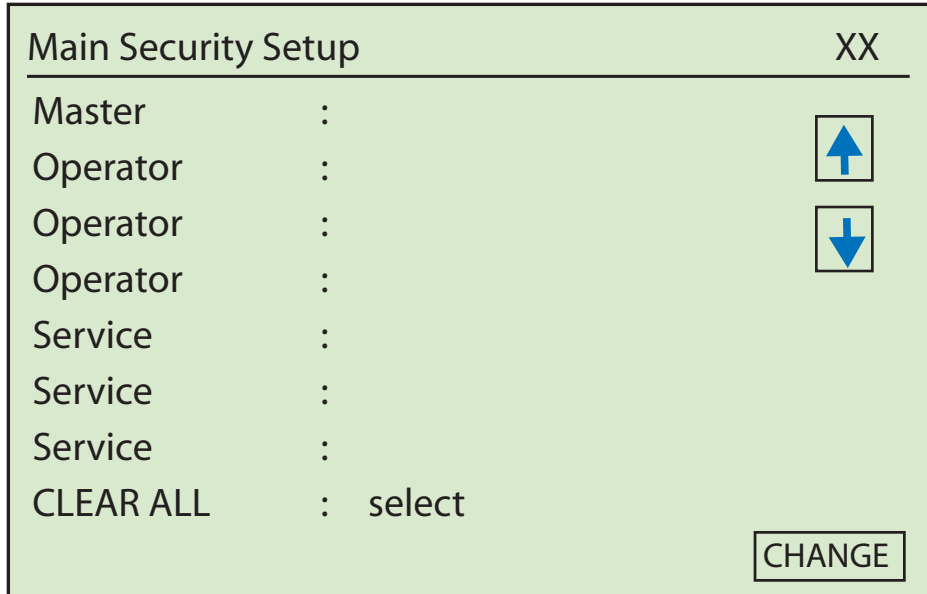 Main Security Setup XX
Master :
Operator :
Operator :
Operator :
Service :
Service :
Service :
CLEAR ALL : select
CHANGE